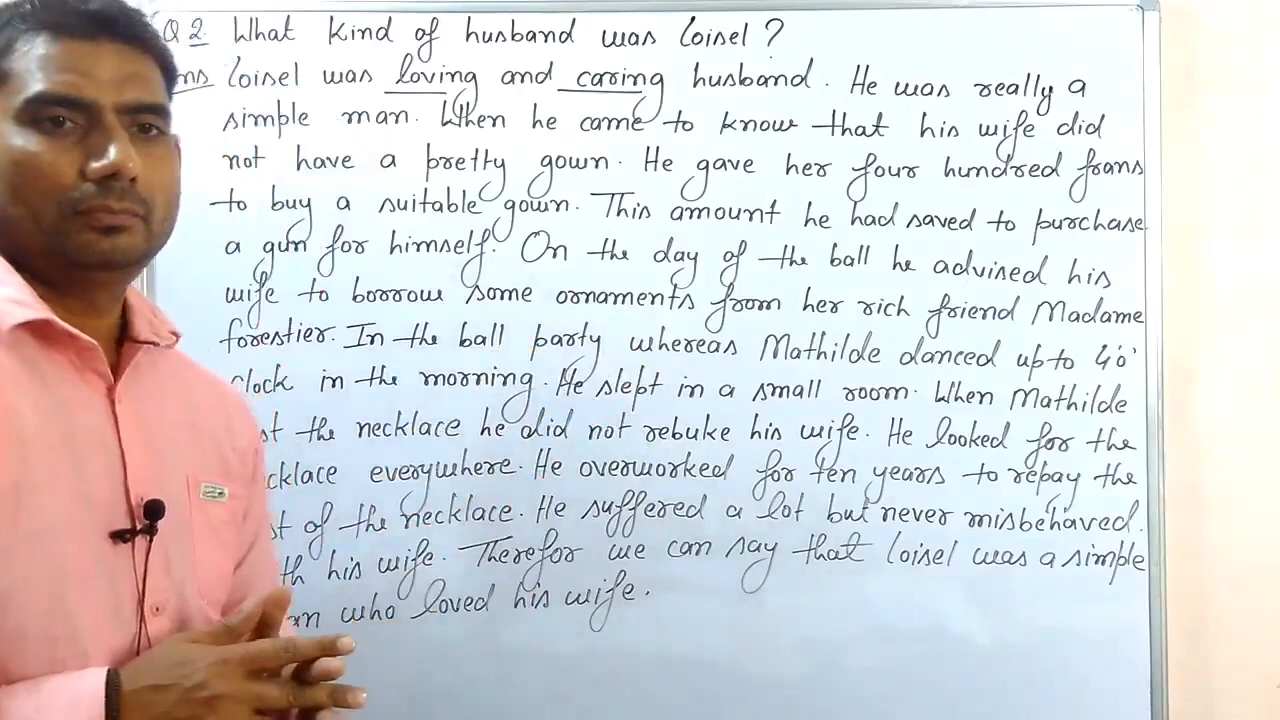 Q 2. What kind of husband was Loisel?
Ans Loisel was loving and caring husband. He was really a
simple man. When he came to know that his wife did
not have a pretty gown. He gave her four hundred frans
to buy a suitable gown. This amount he had saved to purchase
a gun for himself. On the day of the ball he advised his
wife to borrow some ornaments from her rich friend Madame
forestier. In the ball party whereas Mathilde danced upto 4 o'
clock in the morning. He slept in a small room. When Mathilde
st the necklace he did not rebuke his wife. He looked for the
cklace everywhere. He overworked for ten years to repay the
st of the necklace. He suffered a lot but never misbehaved.
th his wife. Therefor we can say that Loisel was a simple
who loved his wife.